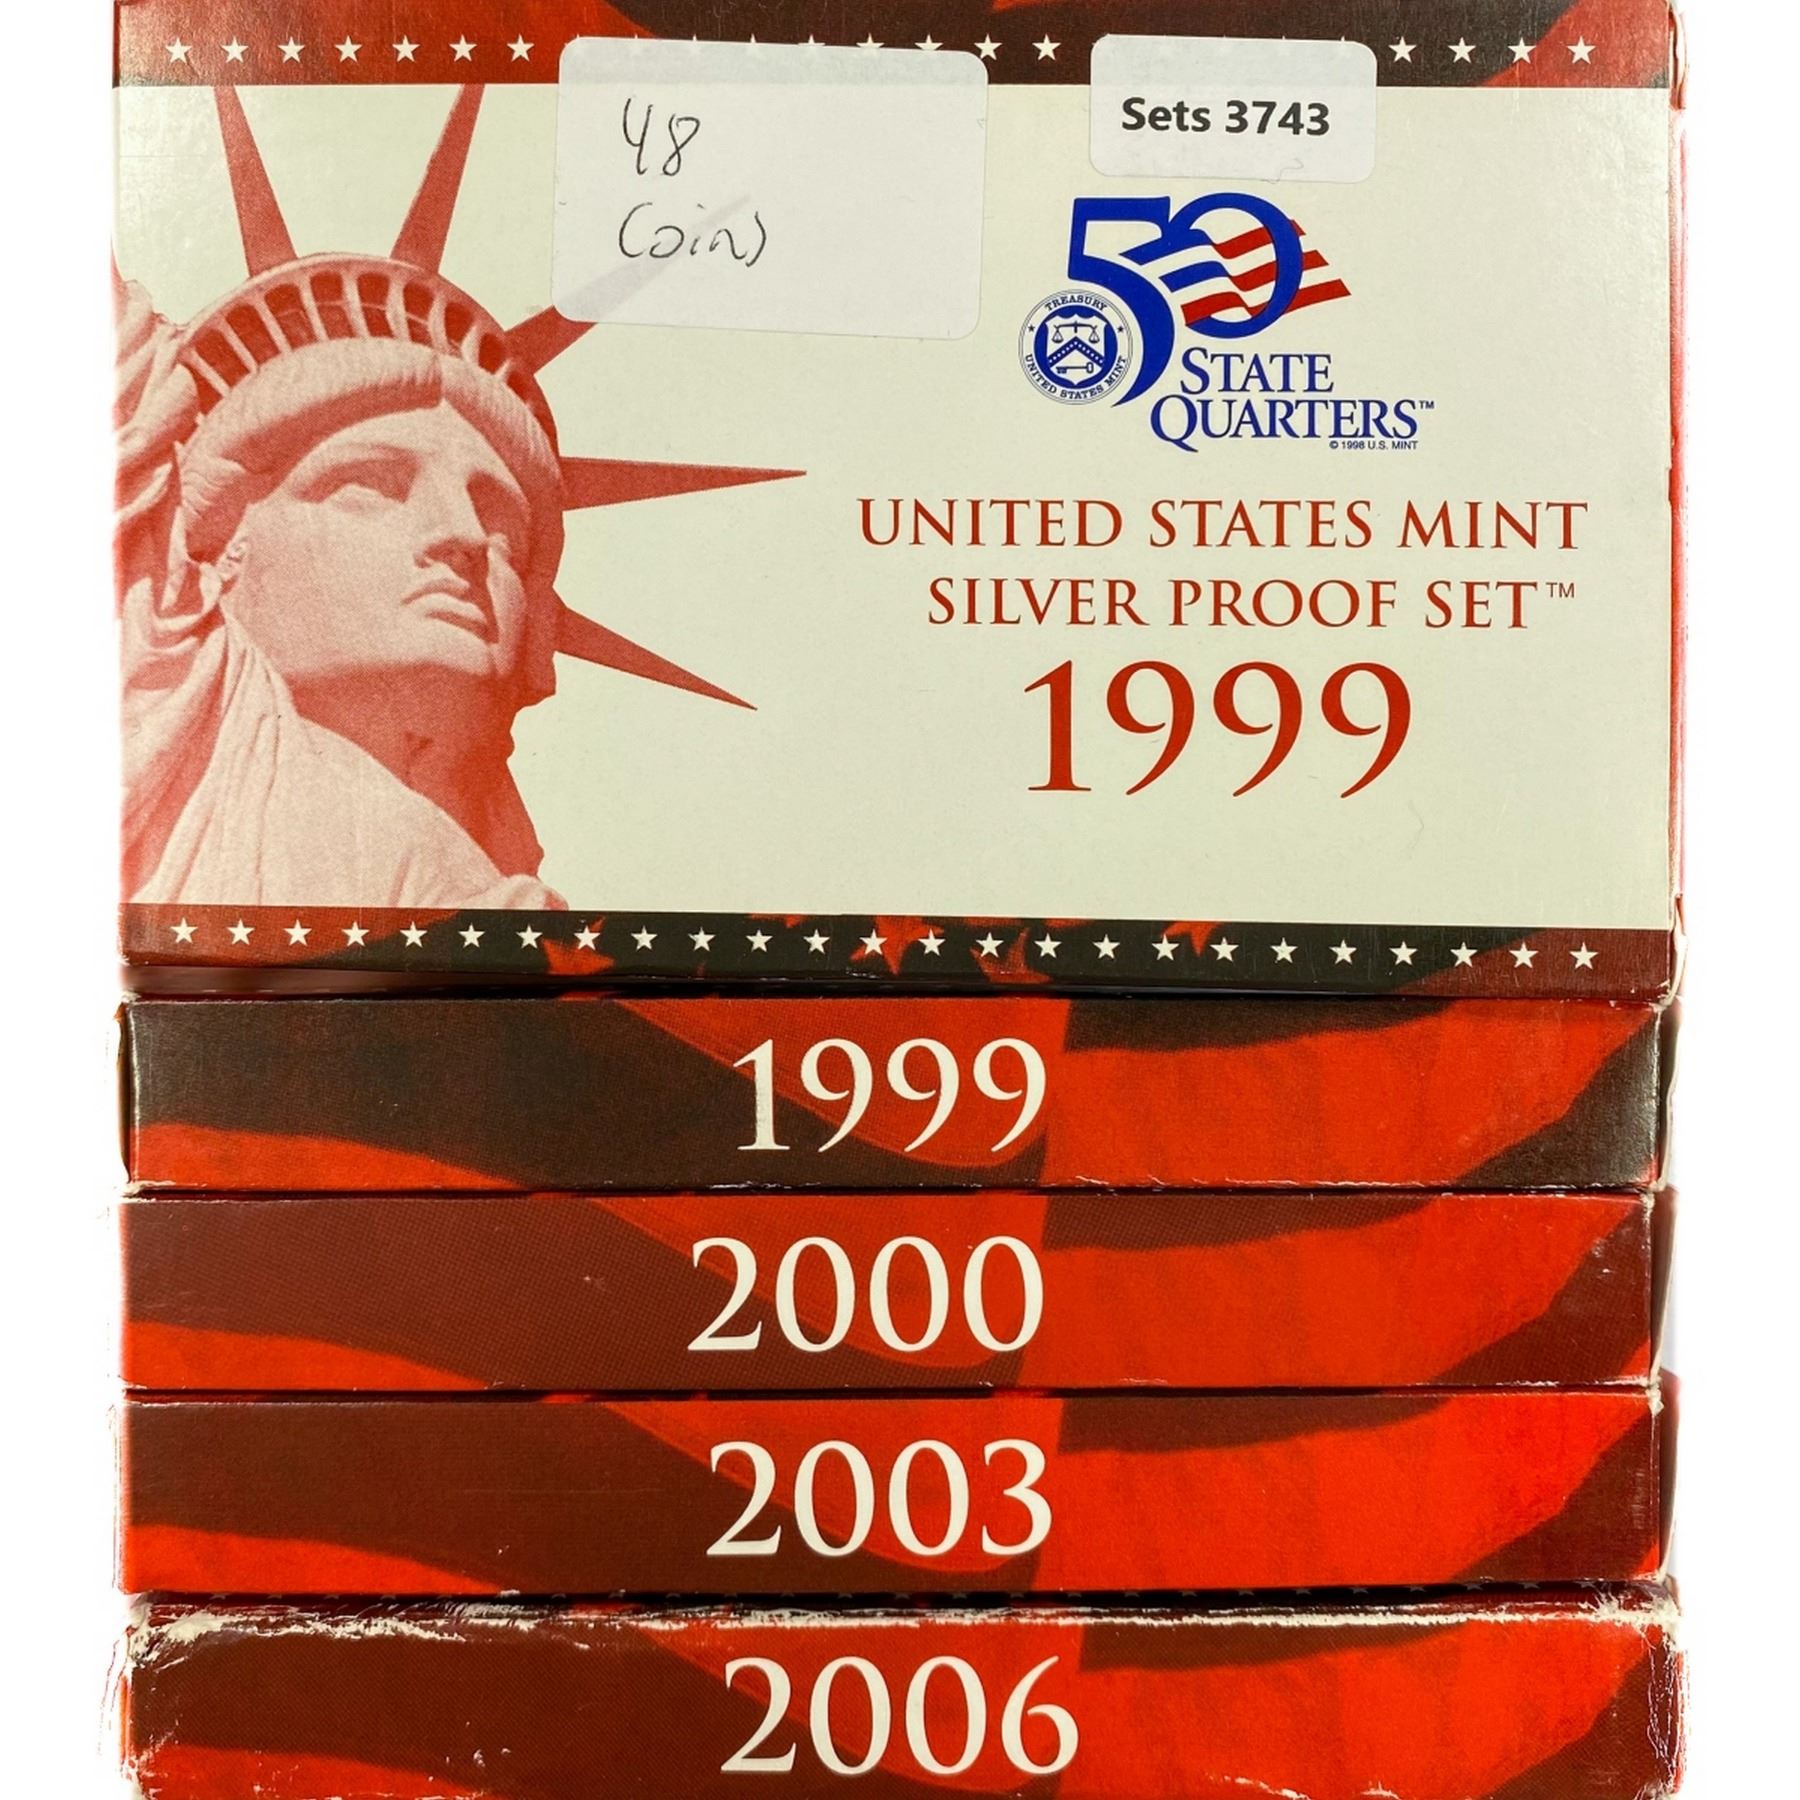 48
Coins
Sets 3743
50
TREASURY
UNITED STATES MINT
STATE
QUARTERS™
© 1998 U.S. MINT
UNITED STATES MINT
SILVER PROOF SET™
1999
1999
2000
2003
2006